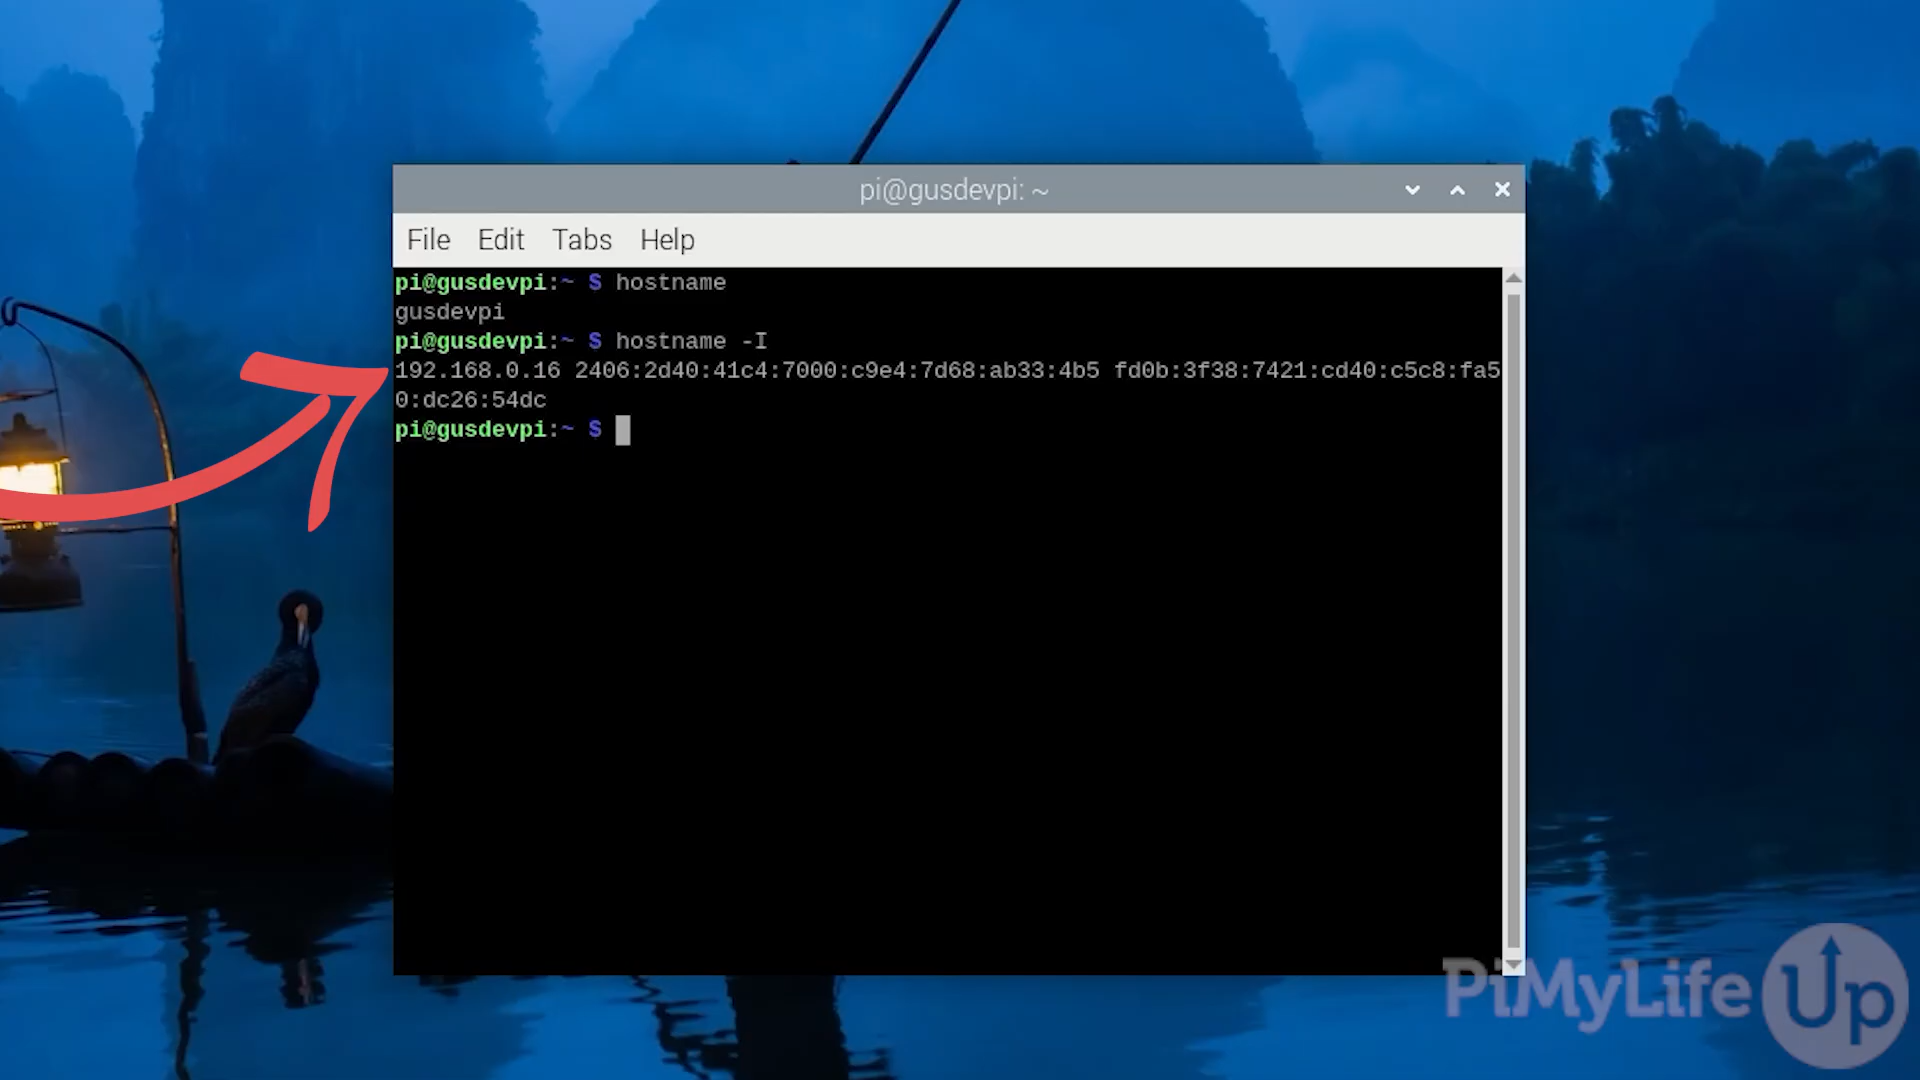 pi@gusdevpi: ~
File Edit Tabs Help
pi@gusdevpi:~ $ hostname
gusdevpi
pi@gusdevpi:~ $ hostname -I
192.168.0.16 2406:2d40:41c4:7000:c9e4:7d68:ab33:4b5 fd0b:3f38:7421:cd40:c5c8:fa5
0:dc26:54dc
pi@gusdevpi:~ $
PiMyLifeUp